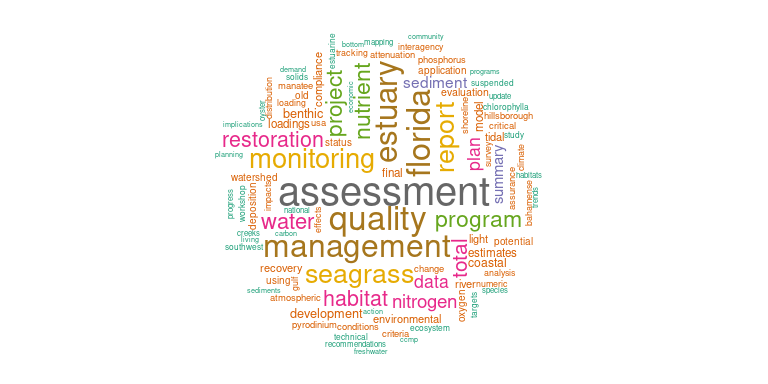 community
bottom
mapping
interagency
estuarine
tracking
attenuation
phosphorus
demand
solids
compliance
project
nutrient
economic
estuary
application
programs
sediment
suspended
manatee
old
distribution
oyster
loading
benthic
florida
report
evaluation
update
chlorophylla
shoreline
model
hillsborough
critical
implications
loadings
usa
restoration
status
tidal
study
plan
survey
planning
monitoring
final
summary
climate
habitats
watershed
assessment
assurance
trends
progress
workshop
deposition
impacts
national
effects
bahamense
water
quality
program
creeks
carbon
living
southwest
management
total
light
potential
estimates
recovery
seagrass
change
coastal
using
gulf
data
river
numeric
analysis
sediments
atmospheric
habitat
nitrogen
oxygen
targets
species
development
action
environmental
pyrodinium
conditions
criteria
ecosystem
technical
ccmp
recommendations
freshwater